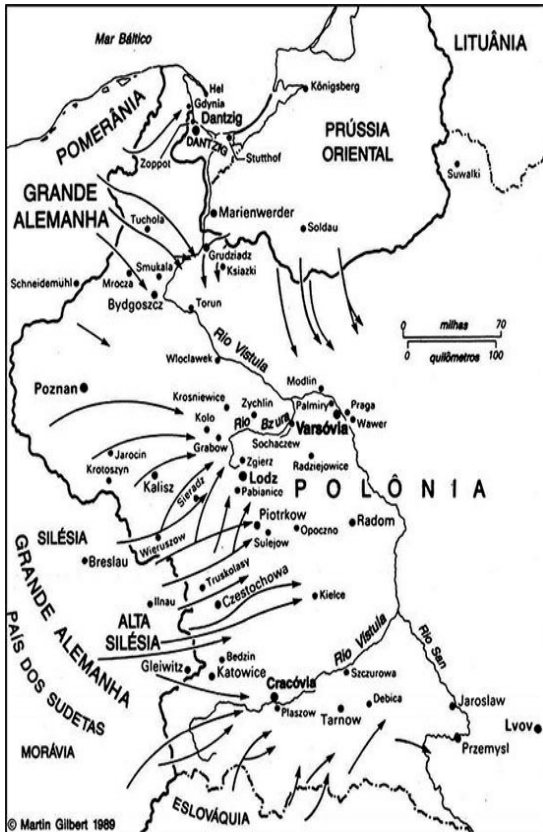 Mar Báltico
LITUÂNIA
Hel
Gdynia
Königsberg
Dantzig
DANTZIG
POMERÂNIA
PRÚSSIA
ORIENTAL
Zoppot
Stutthof
Suwalki
GRANDE
ALEMANHA
Marienwerder
Tuchola
Soldau
Grudziadz
Ksiazki
Smukala
Schneidemühl
Mrocza
Bydgoszcz
Torun
0 milhas 70
0 quilômetros 100
Rio Vístula
Wloclawek
Modlin
Poznan
Krosniewice
Zychlin
Palmiry
Praga
Kolo
Rio Bzura
Varsóvia
Wawer
Grabow
Sochaczew
Jarocin
Zgierz
Radziejowice
Krotoszyn
Kalisz
Lodz
POLÔNIA
Sieradz
Pabianice
SILÉSIA
Piotrkow
Radom
Wieruszow
Opoczno
Sulejow
Breslau
Truskolasy
Ilnau
Czestochowa
Kielce
GRANDE ALEMANHA
ALTA
SILÉSIA
PAÍS DOS SUDETAS
Rio Vístula
Rio San
Bedzin
Gleiwitz
Katowice
Szczurowa
Cracóvia
Debica
Jaroslaw
Plaszow
Tarnow
Lvov
Przemysl
MORÁVIA
ESLOVÁQUIA
© Martin Gilbert 1989